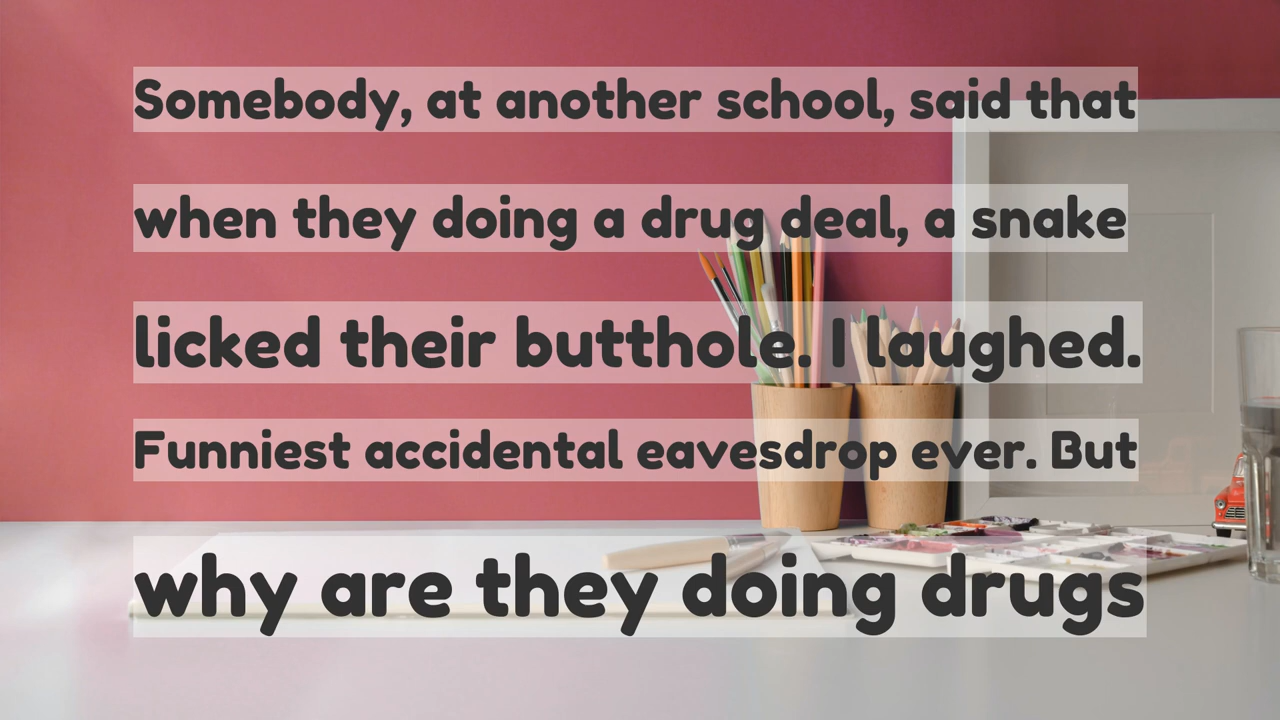 Somebody, at another school, said that
when they doing a drug deal, a snake
licked their butthole. I laughed.
Funniest accidental eavesdrop ever. But
why are they doing drugs